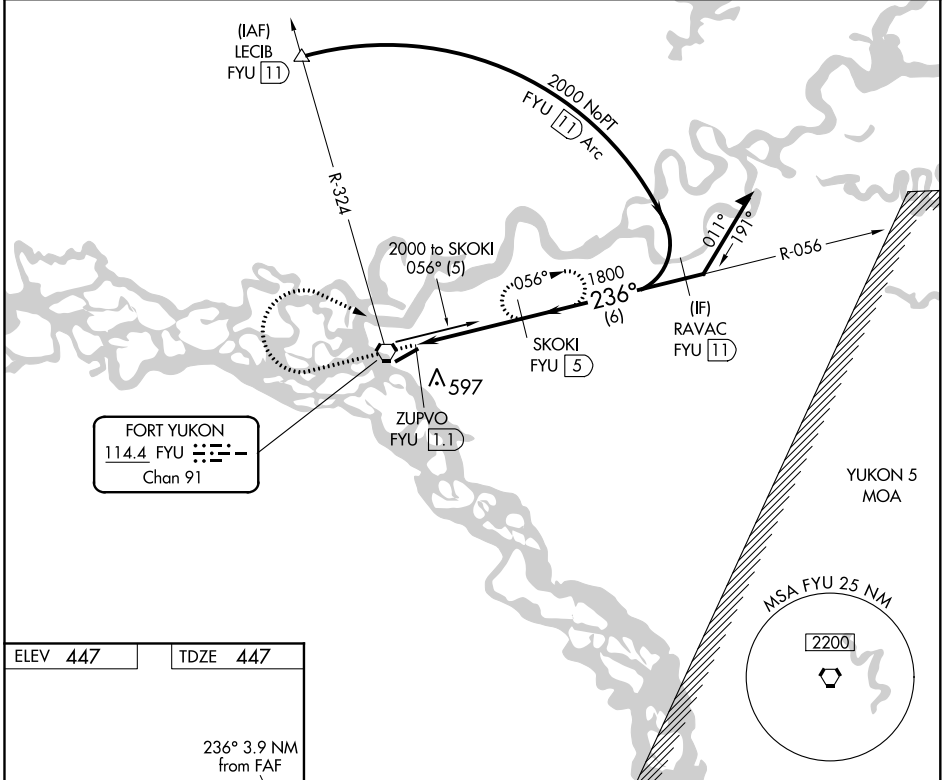 (IAF)
LECIB
FYU 11
2000 NoPT
FYU 11 Arc
R-324
2000 to SKOKI
056° (5)
056°
1800
236°
(6)
011°
191°
R-056
(IF)
RAVAC
FYU 11
SKOKI
FYU 5
597
ZUPVO
FYU 1.1
FORT YUKON
114.4 FYU
Chan 91
YUKON 5
MOA
MSA FYU 25 NM
2200
ELEV 447
TDZE 447
236° 3.9 NM
from FAF